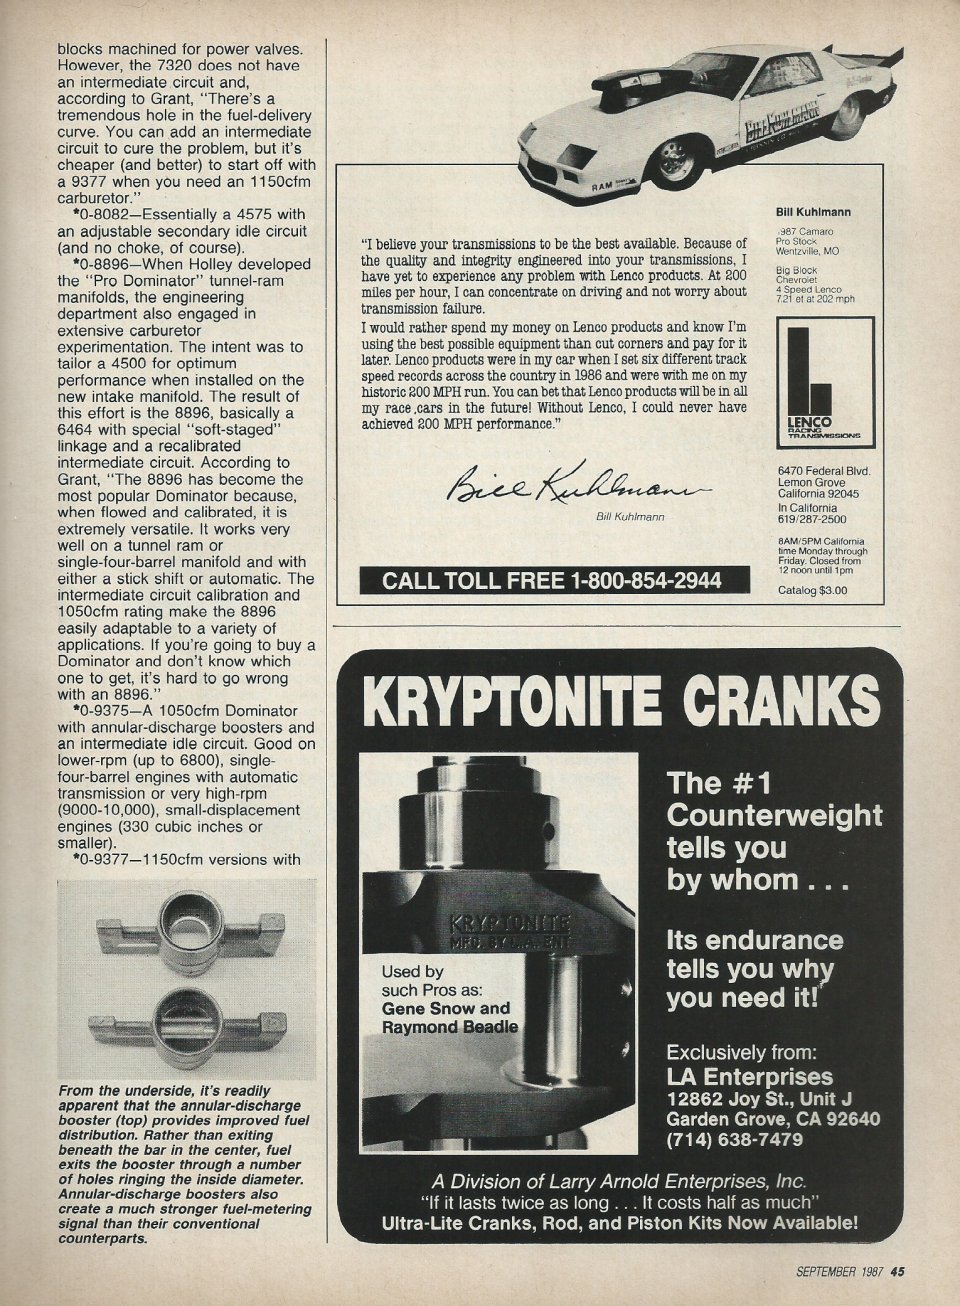 blocks machined for power valves.
However, the 7320 does not have
an intermediate circuit and,
according to Grant, "There's a
tremendous hole in the fuel-delivery
curve. You can add an intermediate
circuit to cure the problem, but it's
cheaper (and better) to start off with
a 9377 when you need an 1150cfm
carburetor."
*0-8082—Essentially a 4575 with
an adjustable secondary idle circuit
(and no choke, of course).
*0-8896—When Holley developed
the "Pro Dominator" tunnel-ram
manifolds, the engineering
department also engaged in
extensive carburetor
experimentation. The intent was to
tailor a 4500 for optimum
performance when installed on the
new intake manifold. The result of
this effort is the 8896, basically a
6464 with special "soft-staged"
linkage and a recalibrated
intermediate circuit. According to
Grant, "The 8896 has become the
most popular Dominator because,
when flowed and calibrated, it is
extremely versatile. It works very
well on a tunnel ram or
single-four-barrel manifold and with
either a stick shift or automatic. The
intermediate circuit calibration and
1050cfm rating make the 8896
easily adaptable to a variety of
applications. If you're going to buy a
Dominator and don't know which
one to get, it's hard to go wrong
with an 8896."
*0-9375—A 1050cfm Dominator
with annular-discharge boosters and
an intermediate idle circuit. Good on
lower-rpm (up to 6800), single-
four-barrel engines with automatic
transmission or very high-rpm
(9000-10,000), small-displacement
engines (330 cubic inches or
smaller).
*0-9377—1150cfm versions with
From the underside, it's readily
apparent that the annular-discharge
booster (top) provides improved fuel
distribution. Rather than exiting
beneath the bar in the center, fuel
exits the booster through a number
of holes ringing the inside diameter.
Annular-discharge boosters also
create a much stronger fuel-metering
signal than their conventional
counterparts.
BILL KUHLMANN
RAM
"I believe your transmissions to be the best available. Because of
the quality and integrity engineered into your transmissions, I
have yet to experience any problem with Lenco products. At 200
miles per hour, I can concentrate on driving and not worry about
transmission failure.
I would rather spend my money on Lenco products and know I'm
using the best possible equipment than cut corners and pay for it
later. Lenco products were in my car when I set six different track
speed records across the country in 1986 and were with me on my
historic 200 MPH run. You can bet that Lenco products will be in all
my race cars in the future! Without Lenco, I could never have
achieved 200 MPH performance."
Bill Kuhlmann
Bill Kuhlmann
CALL TOLL FREE 1-800-854-2944
Bill Kuhlmann
.987 Camaro
Pro Stock
Wentzville, MO
Big Block
Chevrolet
4 Speed Lenco
7.21 et at 202 mph
LENCO
RACING
TRANSMISSIONS
6470 Federal Blvd.
Lemon Grove
California 92045
In California
619/287-2500
8AM/5PM California
time Monday through
Friday. Closed from
12 noon until 1pm
Catalog $3.00
KRYPTONITE CRANKS
KRYPTONITE
MFD. BY L.A. ENT
Used by
such Pros as:
Gene Snow and
Raymond Beadle
The #1
Counterweight
tells you
by whom . . .
Its endurance
tells you why
you need it!
Exclusively from:
LA Enterprises
12862 Joy St., Unit J
Garden Grove, CA 92640
(714) 638-7479
A Division of Larry Arnold Enterprises, Inc.
"If it lasts twice as long . . . It costs half as much"
Ultra-Lite Cranks, Rod, and Piston Kits Now Available!
SEPTEMBER 1987 45